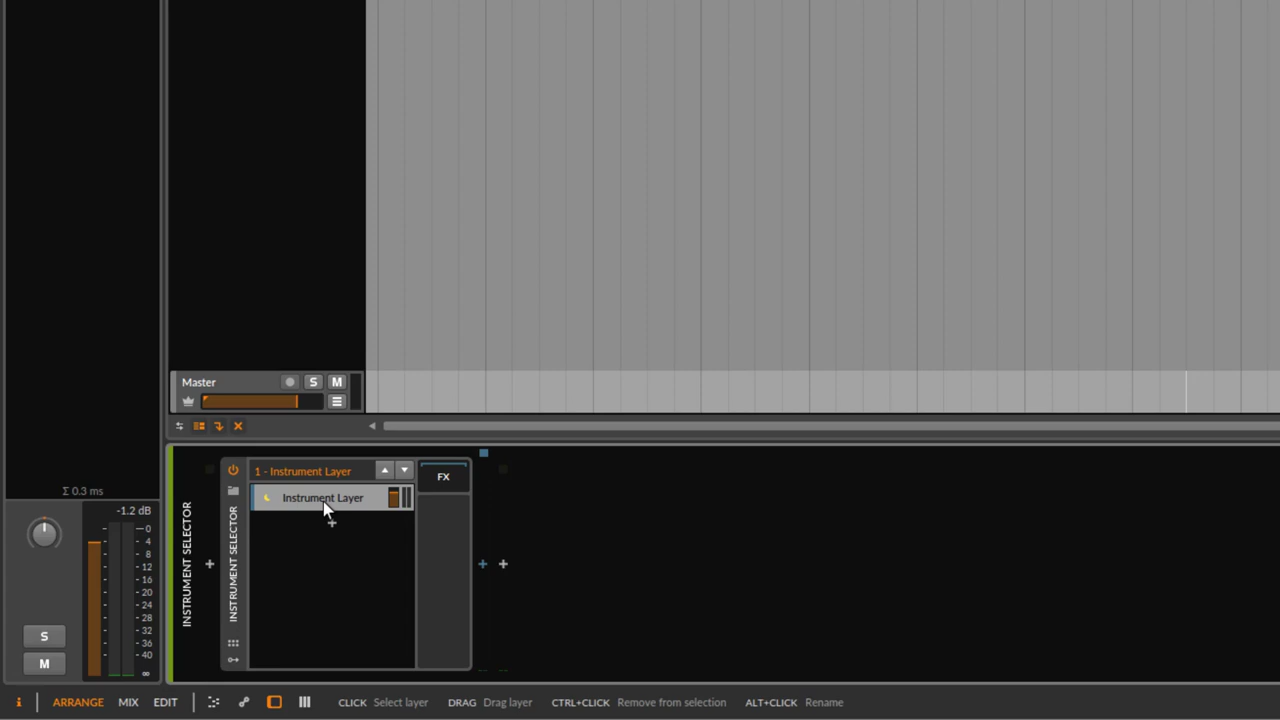 Master
S
M
Σ 0.3 ms
-1.2 dB
0
4
8
12
16
20
24
28
32
36
40
∞
S
M
INSTRUMENT SELECTOR
INSTRUMENT SELECTOR
1 - Instrument Layer
FX
Instrument Layer
i
ARRANGE
MIX
EDIT
CLICK Select layer
DRAG Drag layer
CTRL+CLICK Remove from selection
ALT+CLICK Rename